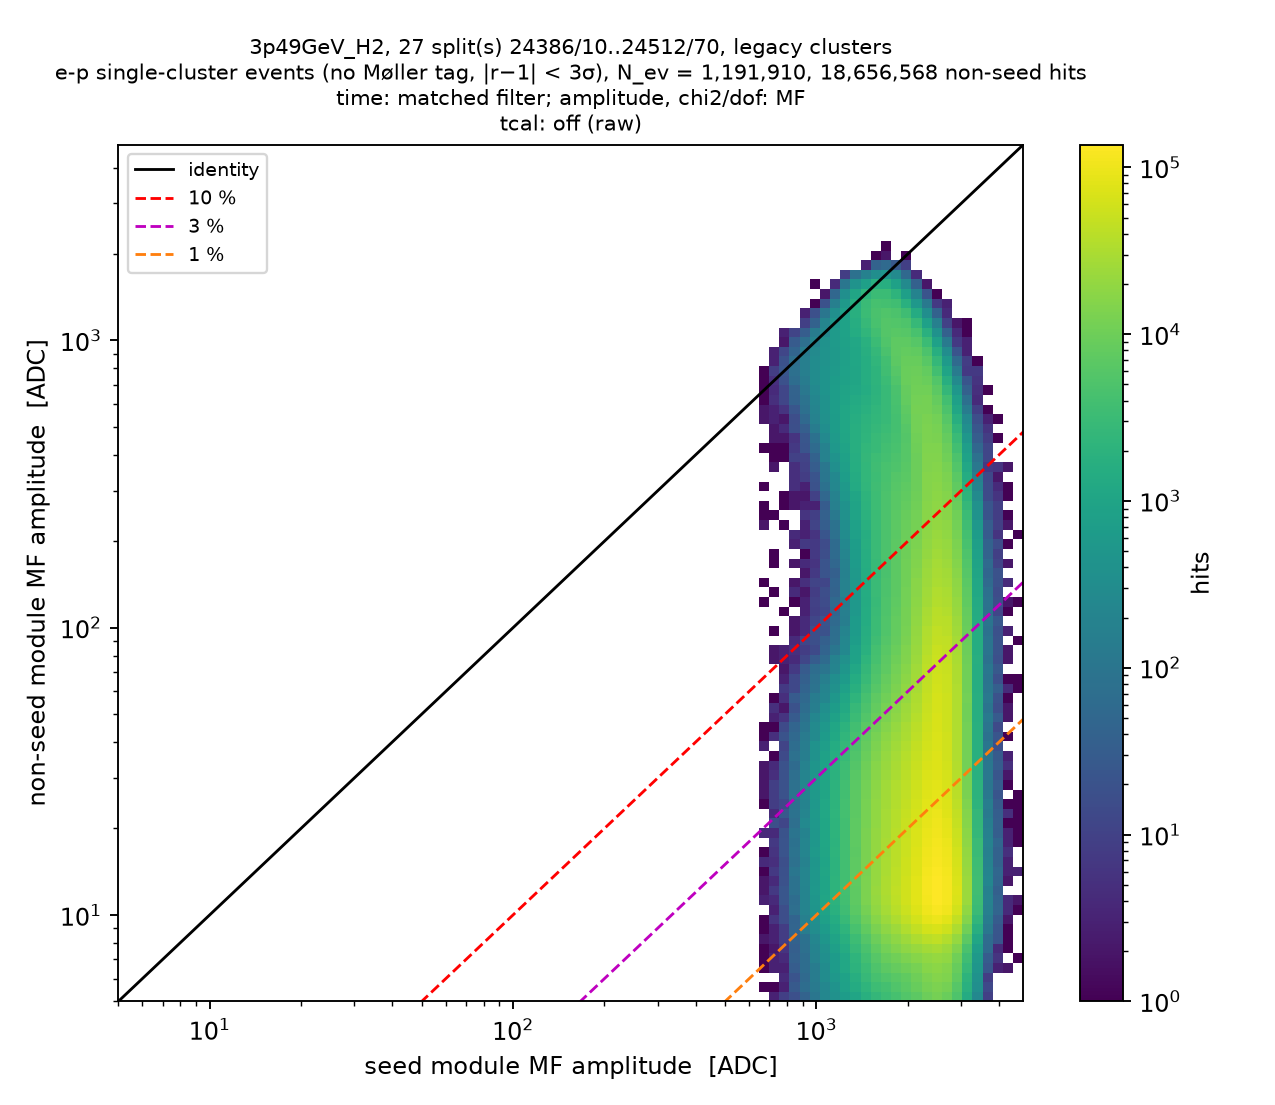 3p49GeV_H2, 27 split(s) 24386/10..24512/70, legacy clusters
e-p single-cluster events (no Møller tag, |r−1| < 3σ), N_ev = 1,191,910, 18,656,568 non-seed hits
time: matched filter; amplitude, chi2/dof: MF
tcal: off (raw)
identity
10 %
3 %
1 %
non-seed module MF amplitude  [ADC]
10³
10²
10¹
10¹
10²
10³
seed module MF amplitude  [ADC]
10⁵
10⁴
10³
10²
10¹
10⁰
hits